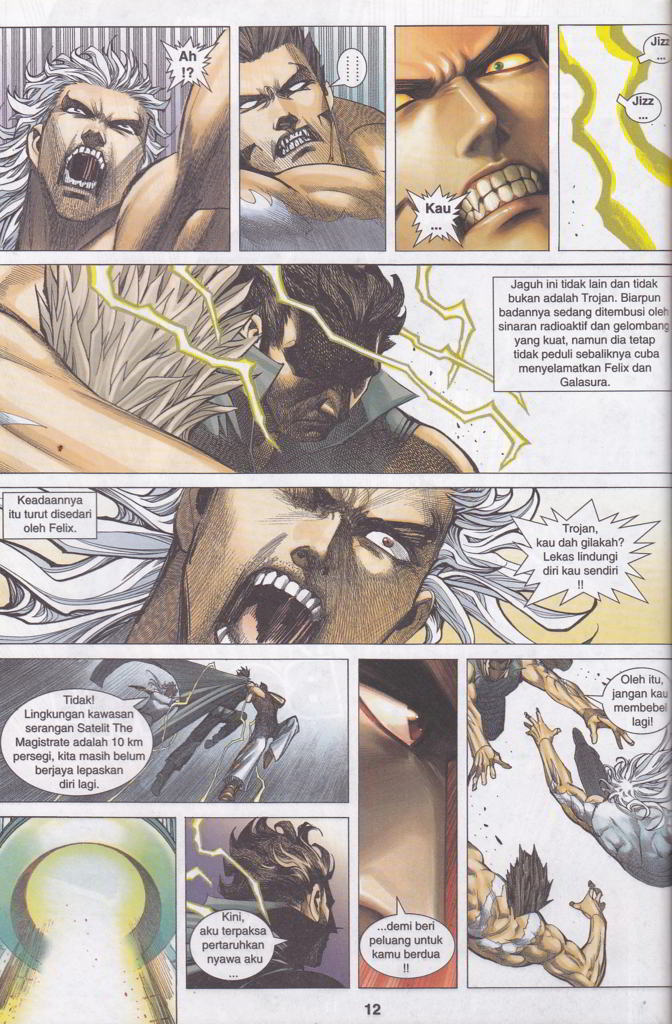 Ah
!?
Kau
...
Jizz
...
Jizz
...
Jaguh ini tidak lain dan tidak
bukan adalah Trojan. Biarpun
badannya sedang ditembusi oleh
sinaran radioaktif dan gelombang
yang kuat, namun dia tetap
tidak peduli sebaliknya cuba
menyelamatkan Felix dan
Galasura.
Keadaannya
itu turut disedari
oleh Felix.
Trojan,
kau dah gilakah?
Lekas lindungi
diri kau sendiri
!!
Tidak!
Lingkungan kawasan
serangan Satelit The
Magistrate adalah 10 km
persegi, kita masih belum
berjaya lepaskan
diri lagi.
Oleh itu,
jangan kau
membebel
lagi!
Kini,
aku terpaksa
pertaruhkan
nyawa aku
...
...demi beri
peluang untuk
kamu berdua
!!
12